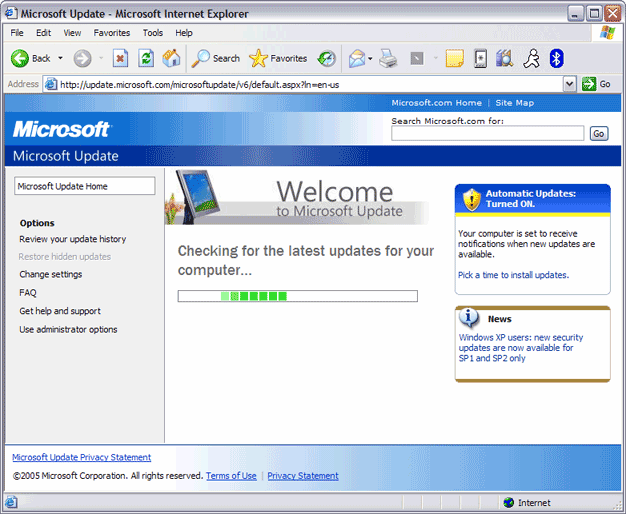 Microsoft Update - Microsoft Internet Explorer
File Edit View Favorites Tools Help
Back Search Favorites
Address http://update.microsoft.com/microsoftupdate/v6/default.aspx?ln=en-us Go
Microsoft.com Home | Site Map
Microsoft
Search Microsoft.com for:
Go
Microsoft Update
Microsoft Update Home
Options
Review your update history
Restore hidden updates
Change settings
FAQ
Get help and support
Use administrator options
Welcome
to Microsoft Update
Checking for the latest updates for your
computer...
Automatic Updates:
Turned ON.
Your computer is set to receive
notifications when new updates are
available.
Pick a time to install updates.
News
Windows XP users: new security
updates are now available for
SP1 and SP2 only
Microsoft Update Privacy Statement
©2005 Microsoft Corporation. All rights reserved. Terms of Use | Privacy Statement
Internet